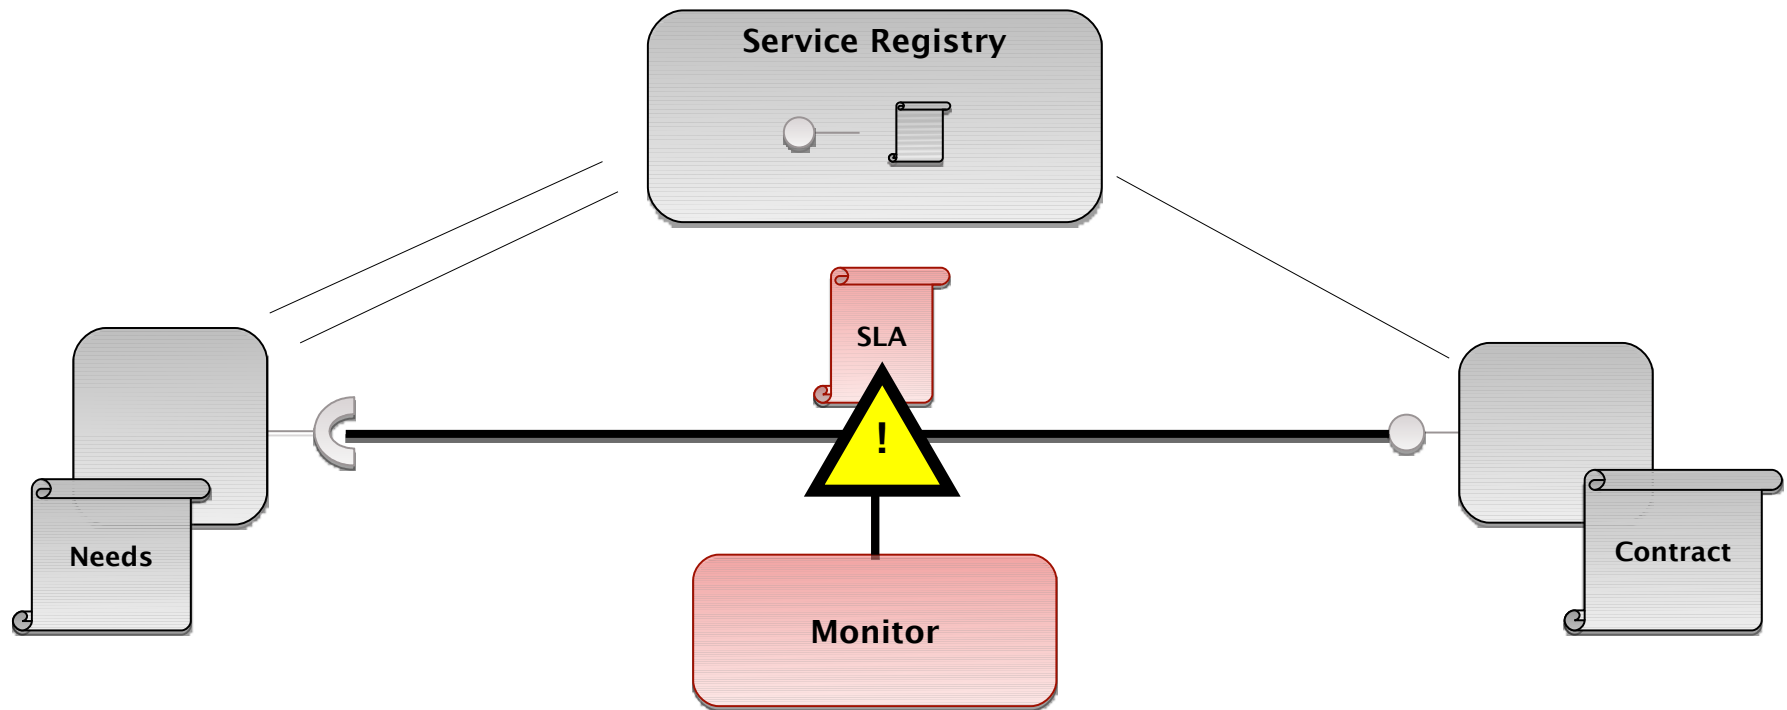 Service Registry
SLA
!
Needs
Contract
Monitor